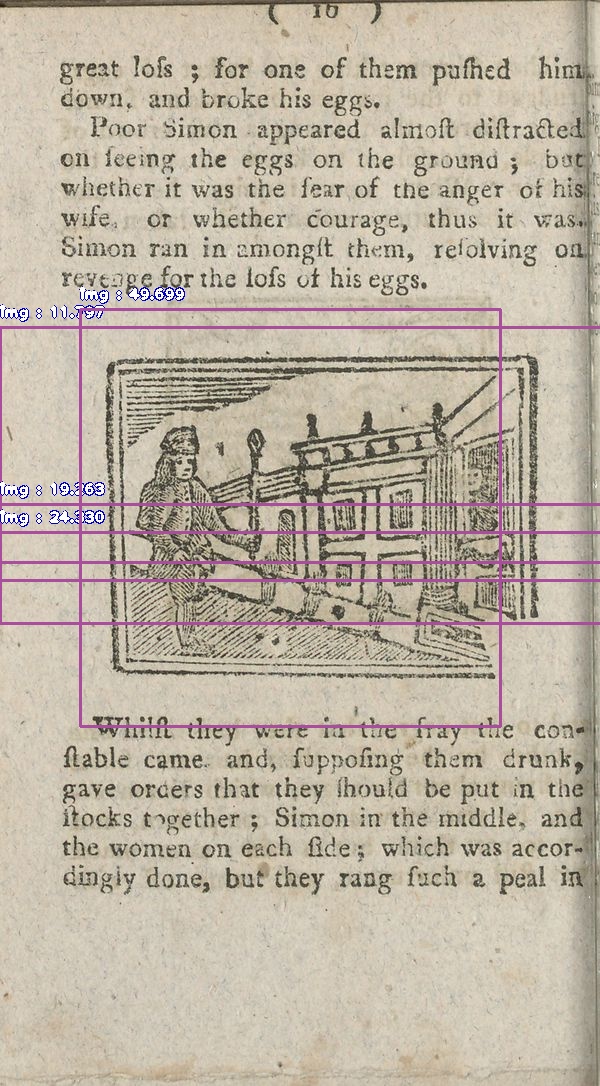 ( 16 )
great loſs ; for one of them puſhed him
down, and broke his eggs.
Poor Simon appeared almoſt diſtracted
on ſeeing the eggs on the ground ; but
whether it was the fear of the anger of his
wife, or whether courage, thus it was.
Simon ran in amongſt them, reſolving on
revenge for the loſs of his eggs.
img : 49.699
img : 11.797
img : 19.363
img : 24.330
Whilſt they were in the fray the con-
ſtable came and, ſuppoſing them drunk,
gave orders that they ſhould be put in the
ſtocks together ; Simon in the middle, and
the women on each ſide ; which was accor-
dingly done, but they rang ſuch a peal in